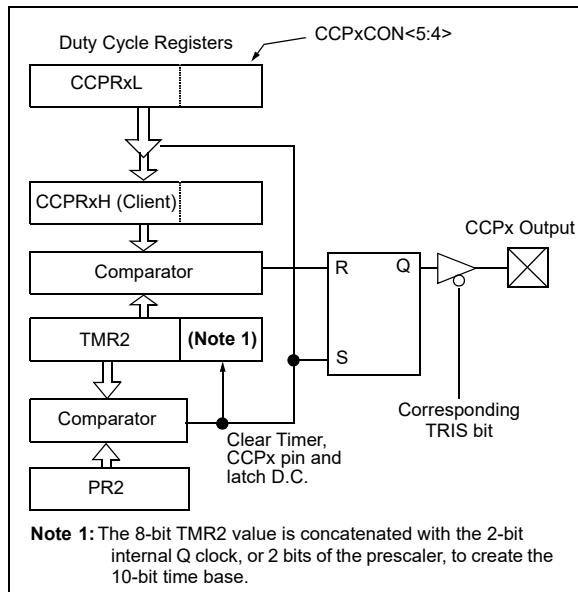 Duty Cycle Registers
CCPxCON<5:4>
CCPRxL
CCPRxH (Client)
CCPx Output
Comparator
R
Q
TMR2
(Note 1)
S
Comparator
Clear Timer,
CCPx pin and
latch D.C.
Corresponding
TRIS bit
PR2
Note 1: The 8-bit TMR2 value is concatenated with the 2-bit
internal Q clock, or 2 bits of the prescaler, to create the
10-bit time base.